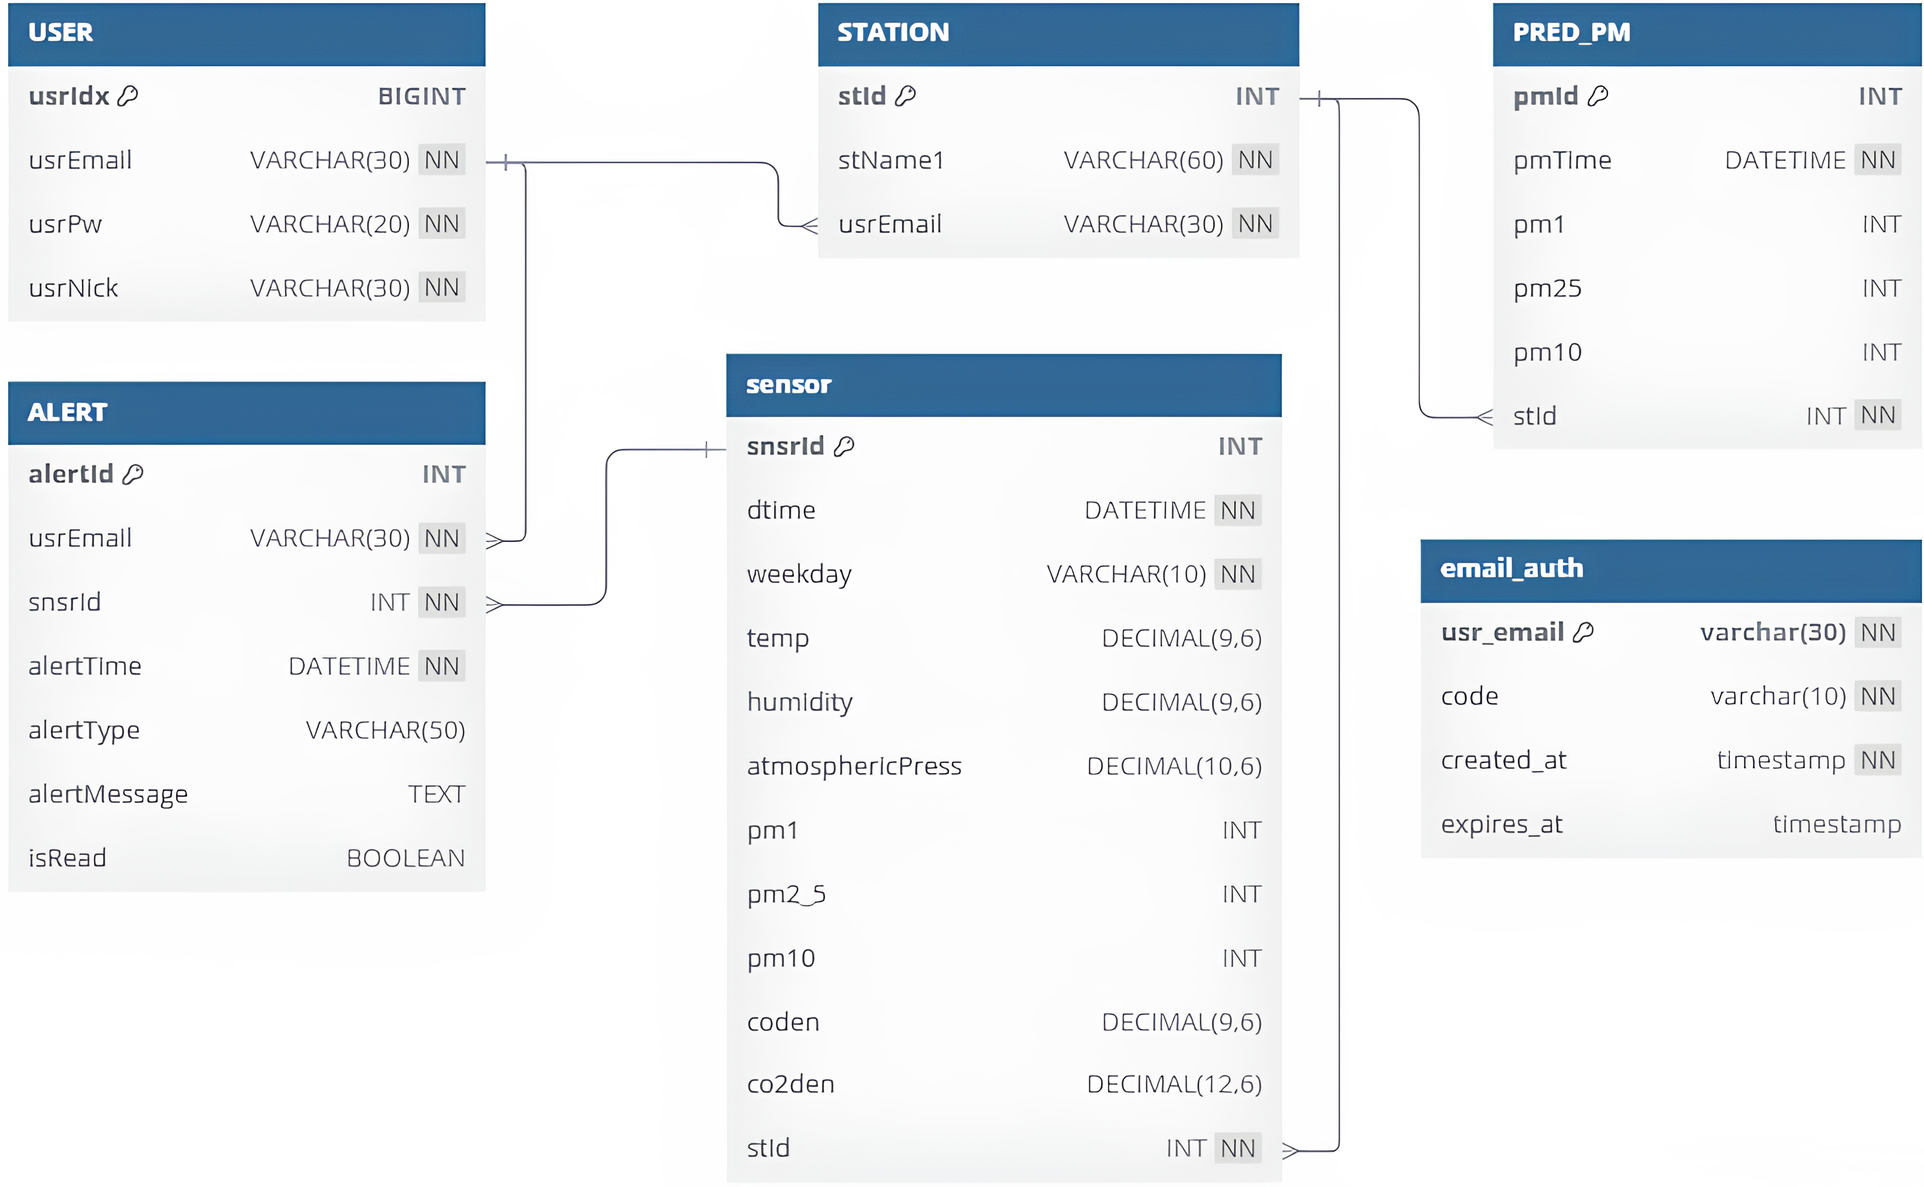 USER
usrIdx BIGINT
usrEmail VARCHAR(30) NN
usrPw VARCHAR(20) NN
usrNick VARCHAR(30) NN
ALERT
alertId INT
usrEmail VARCHAR(30) NN
snsrId INT NN
alertTime DATETIME NN
alertType VARCHAR(50)
alertMessage TEXT
isRead BOOLEAN
STATION
stId INT
stName1 VARCHAR(60) NN
usrEmail VARCHAR(30) NN
sensor
snsrId INT
dtime DATETIME NN
weekday VARCHAR(10) NN
temp DECIMAL(9,6)
humidity DECIMAL(9,6)
atmosphericPress DECIMAL(10,6)
pm1 INT
pm2_5 INT
pm10 INT
coden DECIMAL(9,6)
co2den DECIMAL(12,6)
stId INT NN
PRED_PM
pmId INT
pmTime DATETIME NN
pm1 INT
pm25 INT
pm10 INT
stId INT NN
email_auth
usr_email varchar(30) NN
code varchar(10) NN
created_at timestamp NN
expires_at timestamp